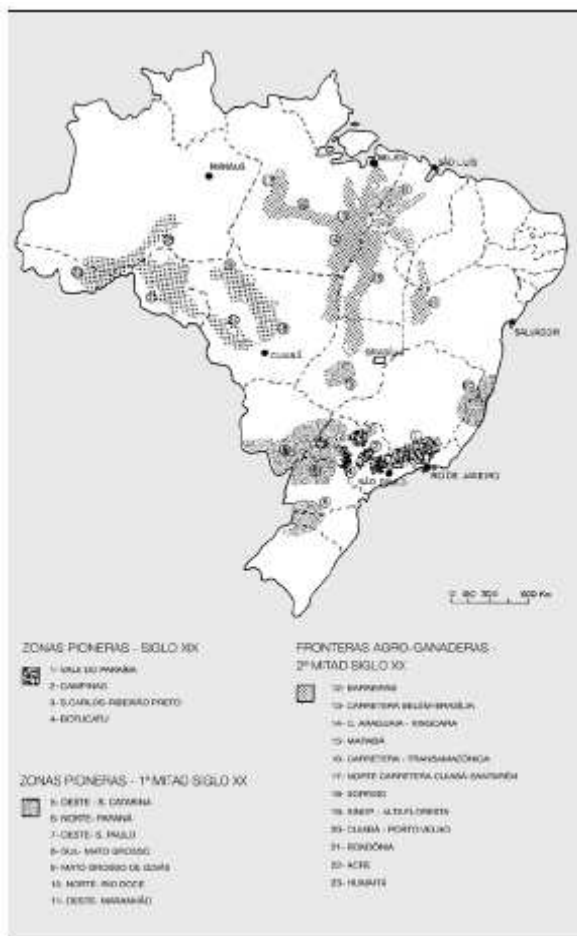 MANAUS
BELÉM
SÃO LUIS
SALVADOR
BRASÍLIA
CUIABÁ
RIO DE JANEIRO
SÃO PAULO
ZONAS PIONERAS - SIGLO XIX
1- VALE DO PARAÍBA
2- CAMPINAS
3- S.CARLOS-RIBEIRÃO PRETO
4- BOTUCATU
ZONAS PIONERAS - 1ª MITAD SIGLO XX
5- OESTE- S. CATARINA
6- NORTE- PARANÁ
7- OESTE- S. PAULO
8- SUL- MATO GROSSO
9- MATO GROSSO DE GOIÁS
10- NORTE- RIO DOCE
11- OESTE- MARANHÃO
FRONTERAS AGRO-GANADERAS -
2ª MITAD SIGLO XX
12-
13- CARRETERA BELÉM-BRASÍLIA
14- C. ARAGUAIA - XINGUARA
15- MARABÁ
16- CARRETERA - TRANSAMAZÓNICA
17- NORTE CARRETERA CUIABÁ-SANTARÉM
18- SORRISO
19- SINOP - ALTA FLORESTA
20- CUIABÁ - PORTO VELHO
21- RONDÔNIA
22- ACRE
23- HUMAITÁ